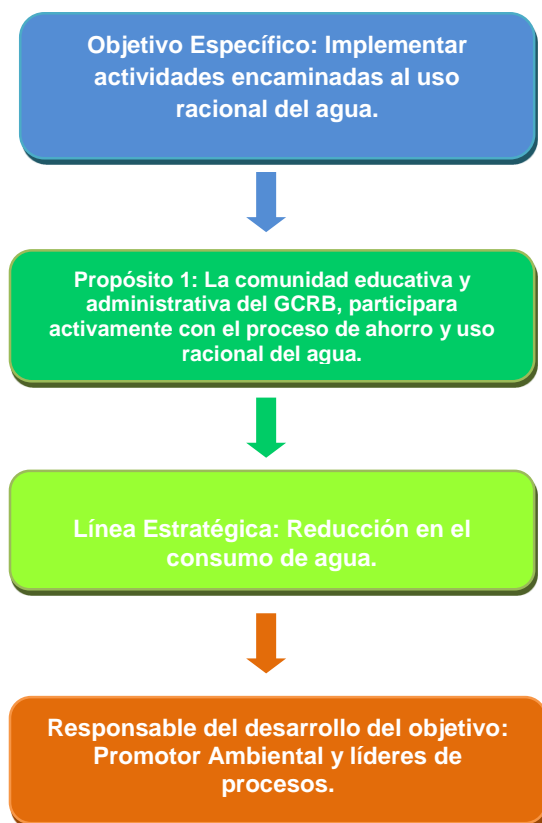 Objetivo Específico: Implementar
actividades encaminadas al uso
racional del agua.
Propósito 1: La comunidad educativa y
administrativa del GCRB, participara
activamente con el proceso de ahorro y uso
racional del agua.
Línea Estratégica: Reducción en el
consumo de agua.
Responsable del desarrollo del objetivo:
Promotor Ambiental y líderes de
procesos.